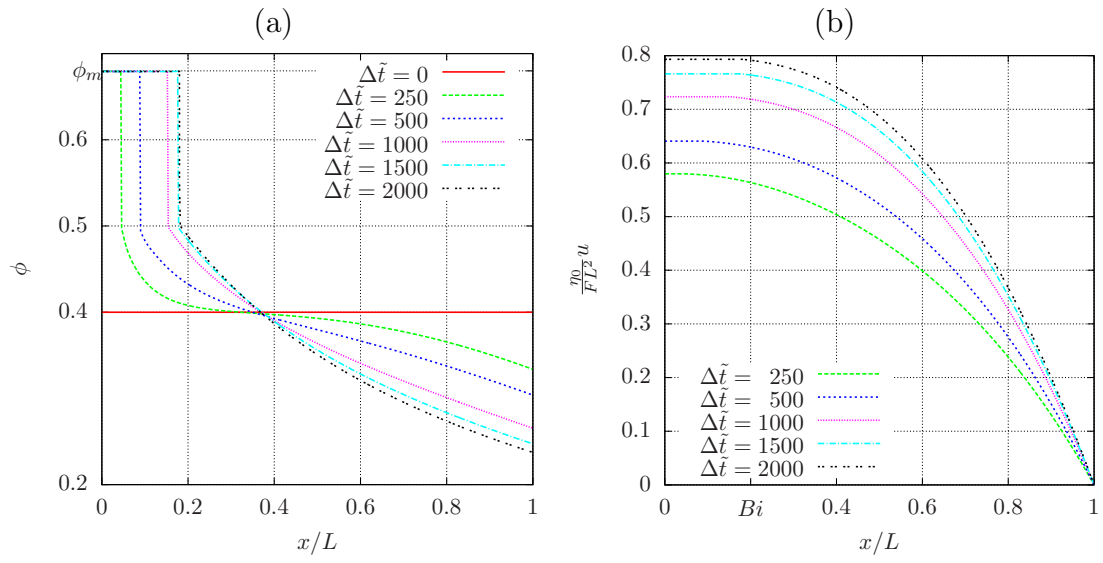 (a)
ϕ_m
0.6
0.5
0.4
0.2
ϕ
0
0.2
0.4
0.6
0.8
1
x/L
Δt̃ = 0
Δt̃ = 250
Δt̃ = 500
Δt̃ = 1000
Δt̃ = 1500
Δt̃ = 2000
(b)
0.8
0.7
0.6
0.5
0.4
0.3
0.2
0.1
0
η₀/FL² u
0
Bi
0.4
0.6
0.8
1
x/L
Δt̃ = 250
Δt̃ = 500
Δt̃ = 1000
Δt̃ = 1500
Δt̃ = 2000